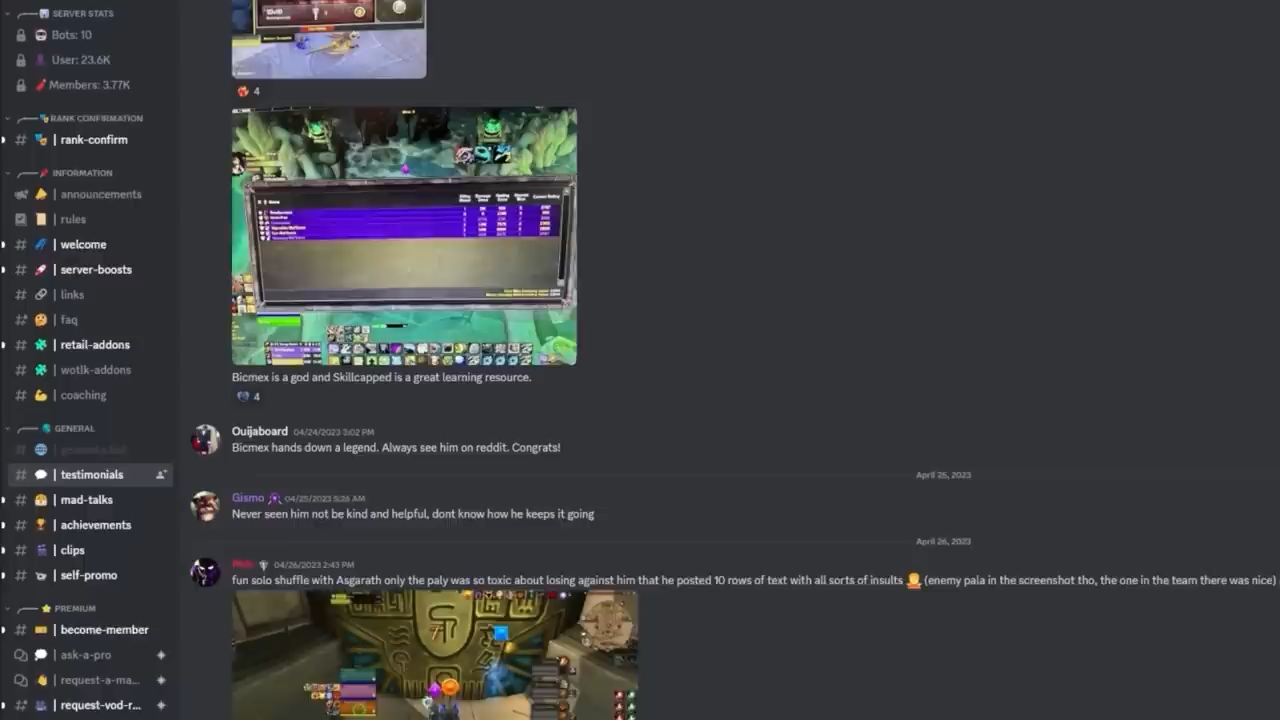 SERVER STATS
Bots: 10
User: 23.6K
Members: 3.77K
RANK CONFIRMATION
# | rank-confirm
INFORMATION
| announcements
| rules
# | welcome
# | server-boosts
# | links
# | faq
# | retail-addons
# | wotlk-addons
# | coaching
GENERAL
# | testimonials
# | mad-talks
# | achievements
# | clips
# | self-promo
PREMIUM
# | become-member
| ask-a-pro
| request-a-ma...
# | request-vod-r...
4
Bicmex is a god and Skillcapped is a great learning resource.
4
Ouijaboard 04/24/2023 3:02 PM
Bicmex hands down a legend. Always see him on reddit. Congrats!
April 25, 2023
Gismo 04/25/2023 5:26 AM
Never seen him not be kind and helpful, dont know how he keeps it going
April 26, 2023
04/26/2023 2:43 PM
fun solo shuffle with Asgarath only the paly was so toxic about losing against him that he posted 10 rows of text with all sorts of insults (enemy pala in the screenshot tho, the one in the team there was nice)